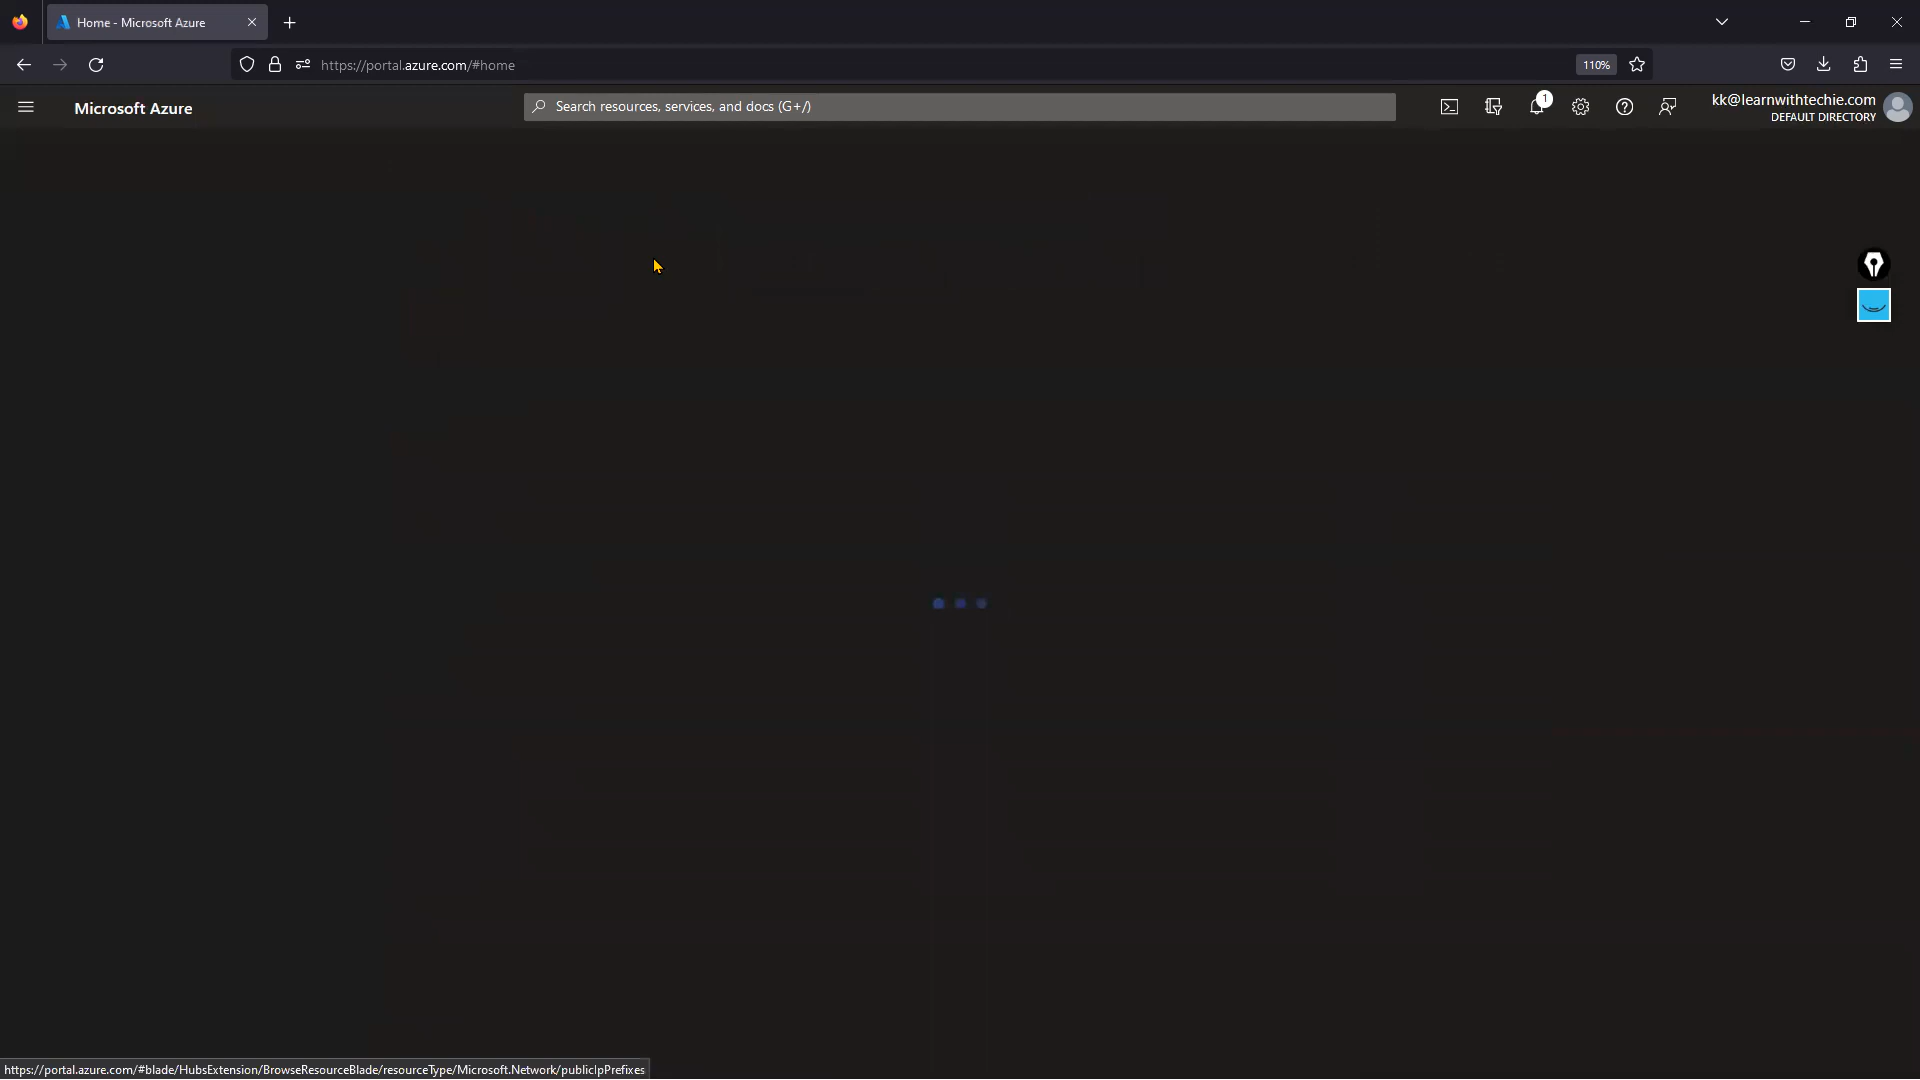 Home - Microsoft Azure
https://portal.azure.com/#home
110%
Microsoft Azure
Search resources, services, and docs (G+/)
1
kk@learnwithtechie.com
DEFAULT DIRECTORY
https://portal.azure.com/#blade/HubsExtension/BrowseResourceBlade/resourceType/Microsoft.Network/publicIpPrefixes